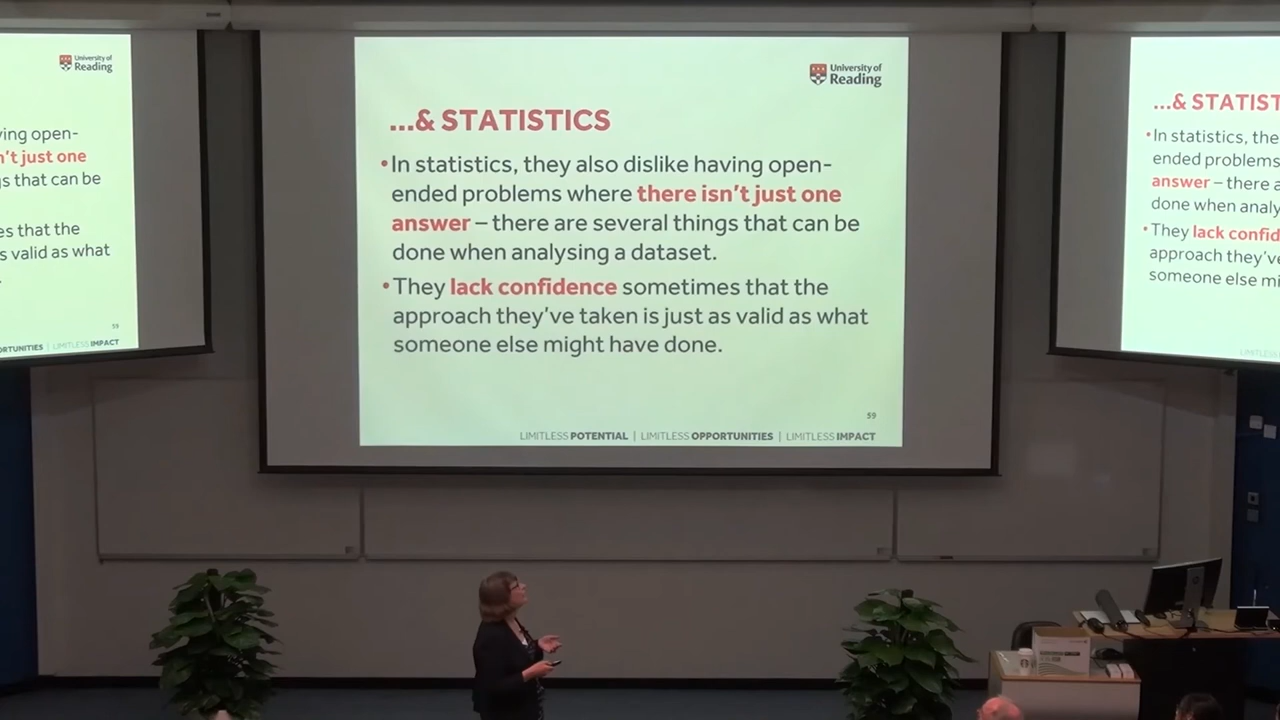 University of
Reading
ving open-
n't just one
gs that can be
es that the
s valid as what
59
ORTUNITIES | LIMITLESS IMPACT
University of
Reading
...& STATISTICS
•In statistics, they also dislike having open-
ended problems where there isn't just one
answer – there are several things that can be
done when analysing a dataset.
•They lack confidence sometimes that the
approach they've taken is just as valid as what
someone else might have done.
59
LIMITLESS POTENTIAL | LIMITLESS OPPORTUNITIES | LIMITLESS IMPACT
...& STATIST
•In statistics, the
ended problems
answer – there a
done when analy
•They lack confid
approach they've
someone else mi